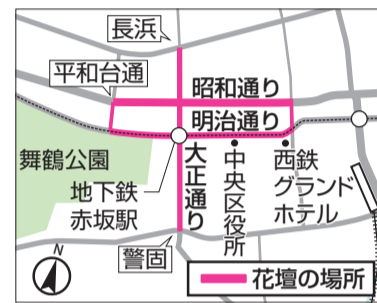 長浜
平和台通
昭和通り
明治通り
舞鶴公園
地下鉄
赤坂駅
大正通り
中央区役所
西鉄
グランド
ホテル
警固
N
花壇の場所